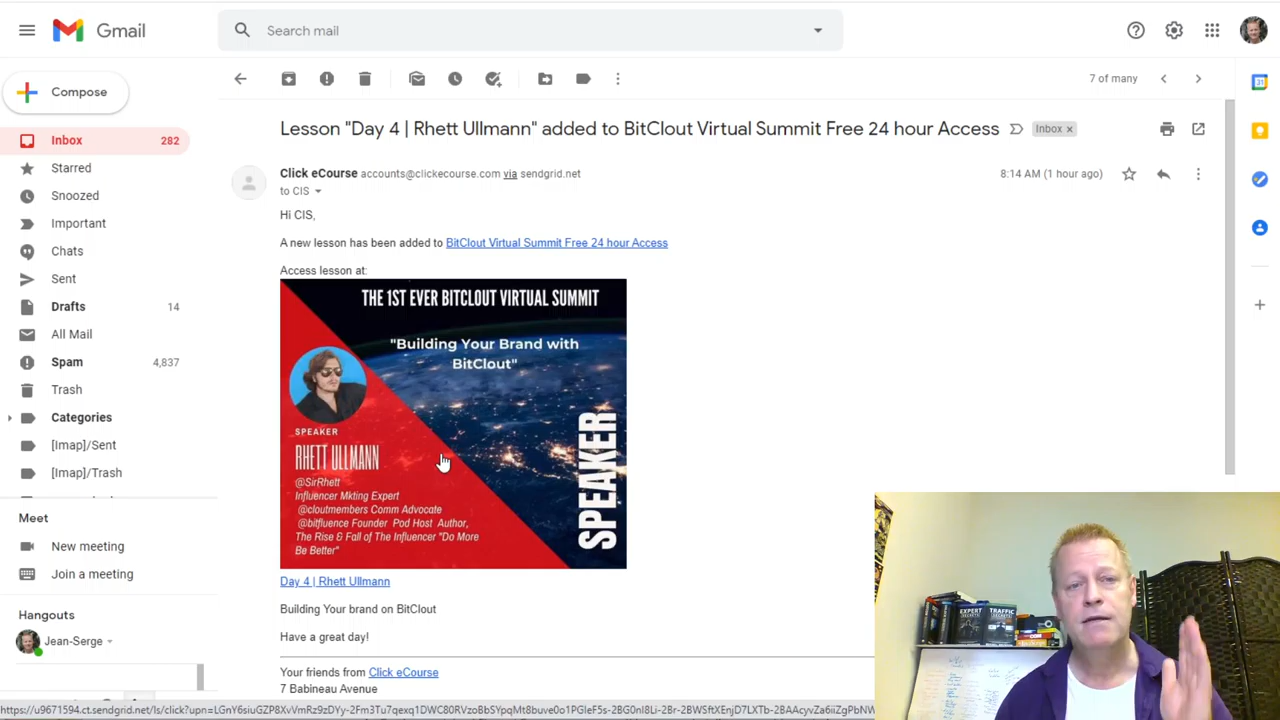 Gmail
Search mail
Compose
7 of many
Inbox 282
Starred
Snoozed
Important
Chats
Sent
Drafts 14
All Mail
Spam 4,837
Trash
Categories
[Imap]/Sent
[Imap]/Trash
Meet
New meeting
Join a meeting
Hangouts
Jean-Serge
Lesson "Day 4 | Rhett Ullmann" added to BitClout Virtual Summit Free 24 hour Access
Inbox x
Click eCourse accounts@clickecourse.com via sendgrid.net
8:14 AM (1 hour ago)
to CIS
Hi CIS,
A new lesson has been added to BitClout Virtual Summit Free 24 hour Access
Access lesson at:
THE 1ST EVER BITCLOUT VIRTUAL SUMMIT
"Building Your Brand with
BitClout"
SPEAKER
RHETT ULLMANN
@SirRhett
Influencer Mkting Expert
@cloutmembers Comm Advocate
@bitfluence Founder Pod Host Author,
The Rise & Fall of The Influencer "Do More
Be Better"
SPEAKER
Day 4 | Rhett Ullmann
Building Your brand on BitClout
Have a great day!
Your friends from Click eCourse
7 Babineau Avenue
EXPERT
SECRETS
TRAFFIC
SECRETS